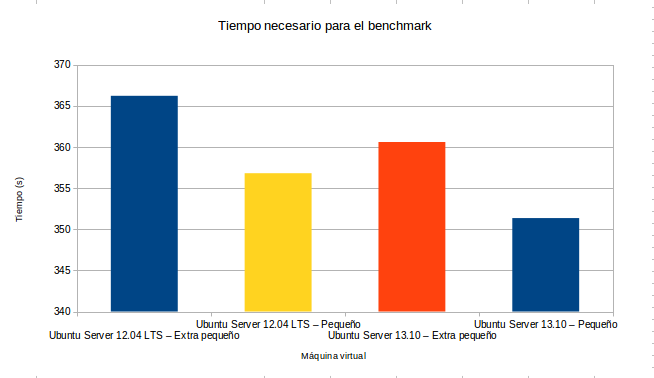 Tiempo necesario para el benchmark
370
365
360
355
350
345
340
Tiempo (s)
Ubuntu Server 12.04 LTS – Extra pequeño
Ubuntu Server 12.04 LTS – Pequeño
Ubuntu Server 13.10 – Extra pequeño
Ubuntu Server 13.10 – Pequeño
Máquina virtual